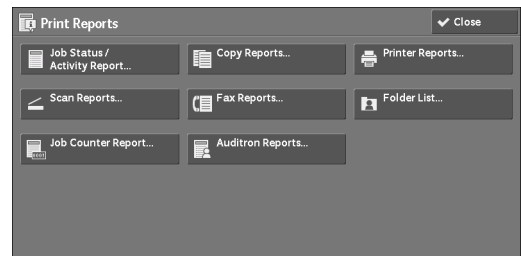 Print Reports
Close
Job Status /
Activity Report...
Copy Reports...
Printer Reports...
Scan Reports...
Fax Reports...
Folder List...
Job Counter Report...
Auditron Reports...